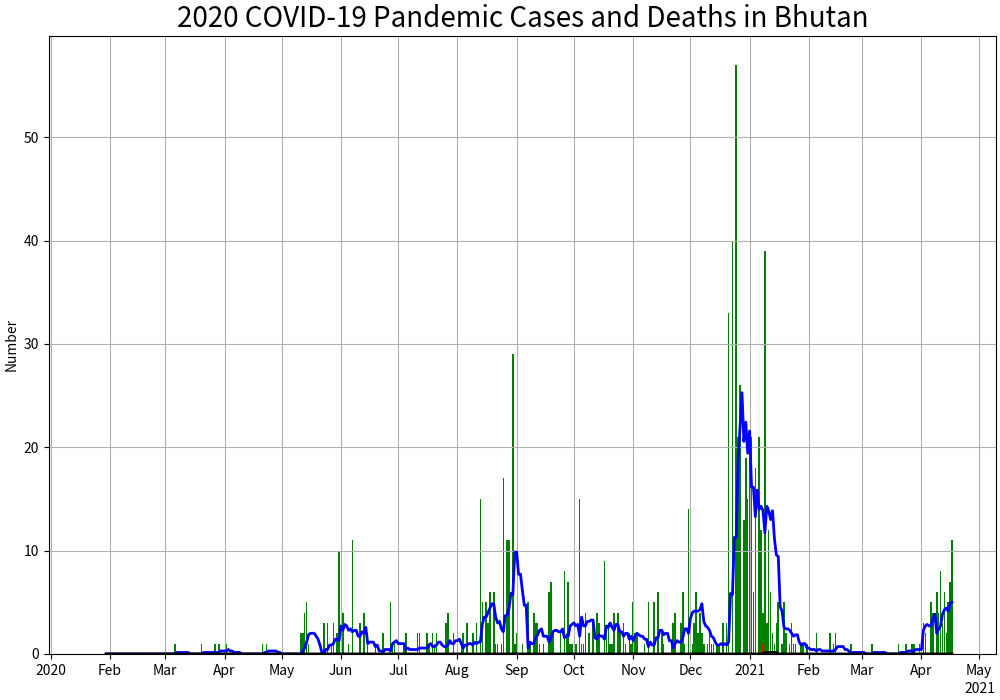 2020 COVID-19 Pandemic Cases and Deaths in Bhutan
50
40
30
20
10
0
Number
2020 Feb Mar Apr May Jun Jul Aug Sep Oct Nov Dec 2021 Feb Mar Apr May
2021